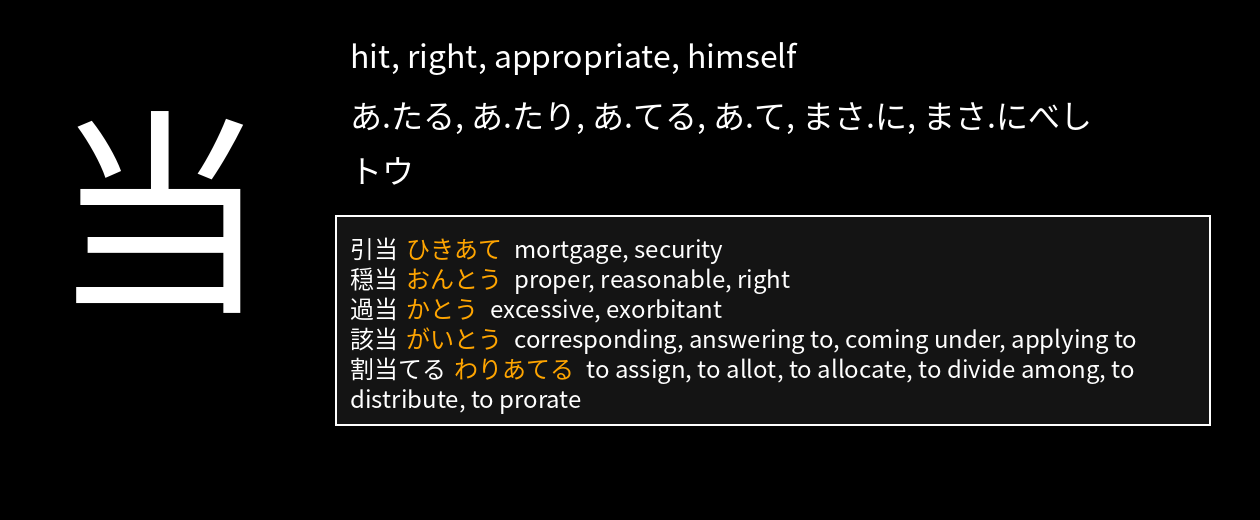 当
hit, right, appropriate, himself
あ.たる, あ.たり, あ.てる, あ.て, まさ.に, まさ.にべし
トウ
引当 ひきあて mortgage, security
穏当 おんとう proper, reasonable, right
過当 かとう excessive, exorbitant
該当 がいとう corresponding, answering to, coming under, applying to
割当てる わりあてる to assign, to allot, to allocate, to divide among, to
distribute, to prorate